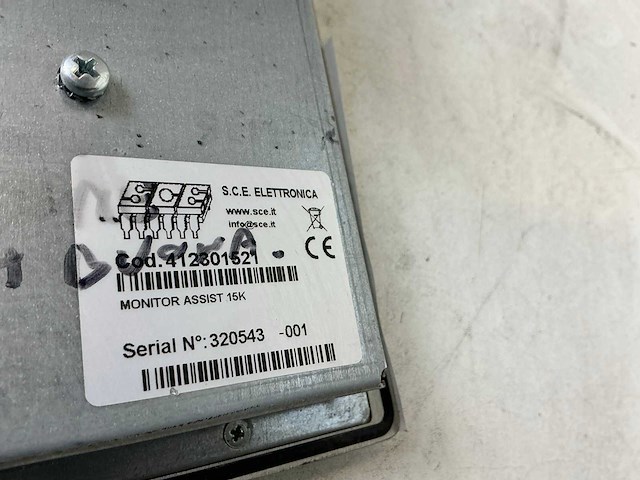 S.C.E. ELETTRONICA
www.sce.it
info@sce.it
CE
Cod.:412301521
MONITOR ASSIST 15K
Serial N°: 320543 -001